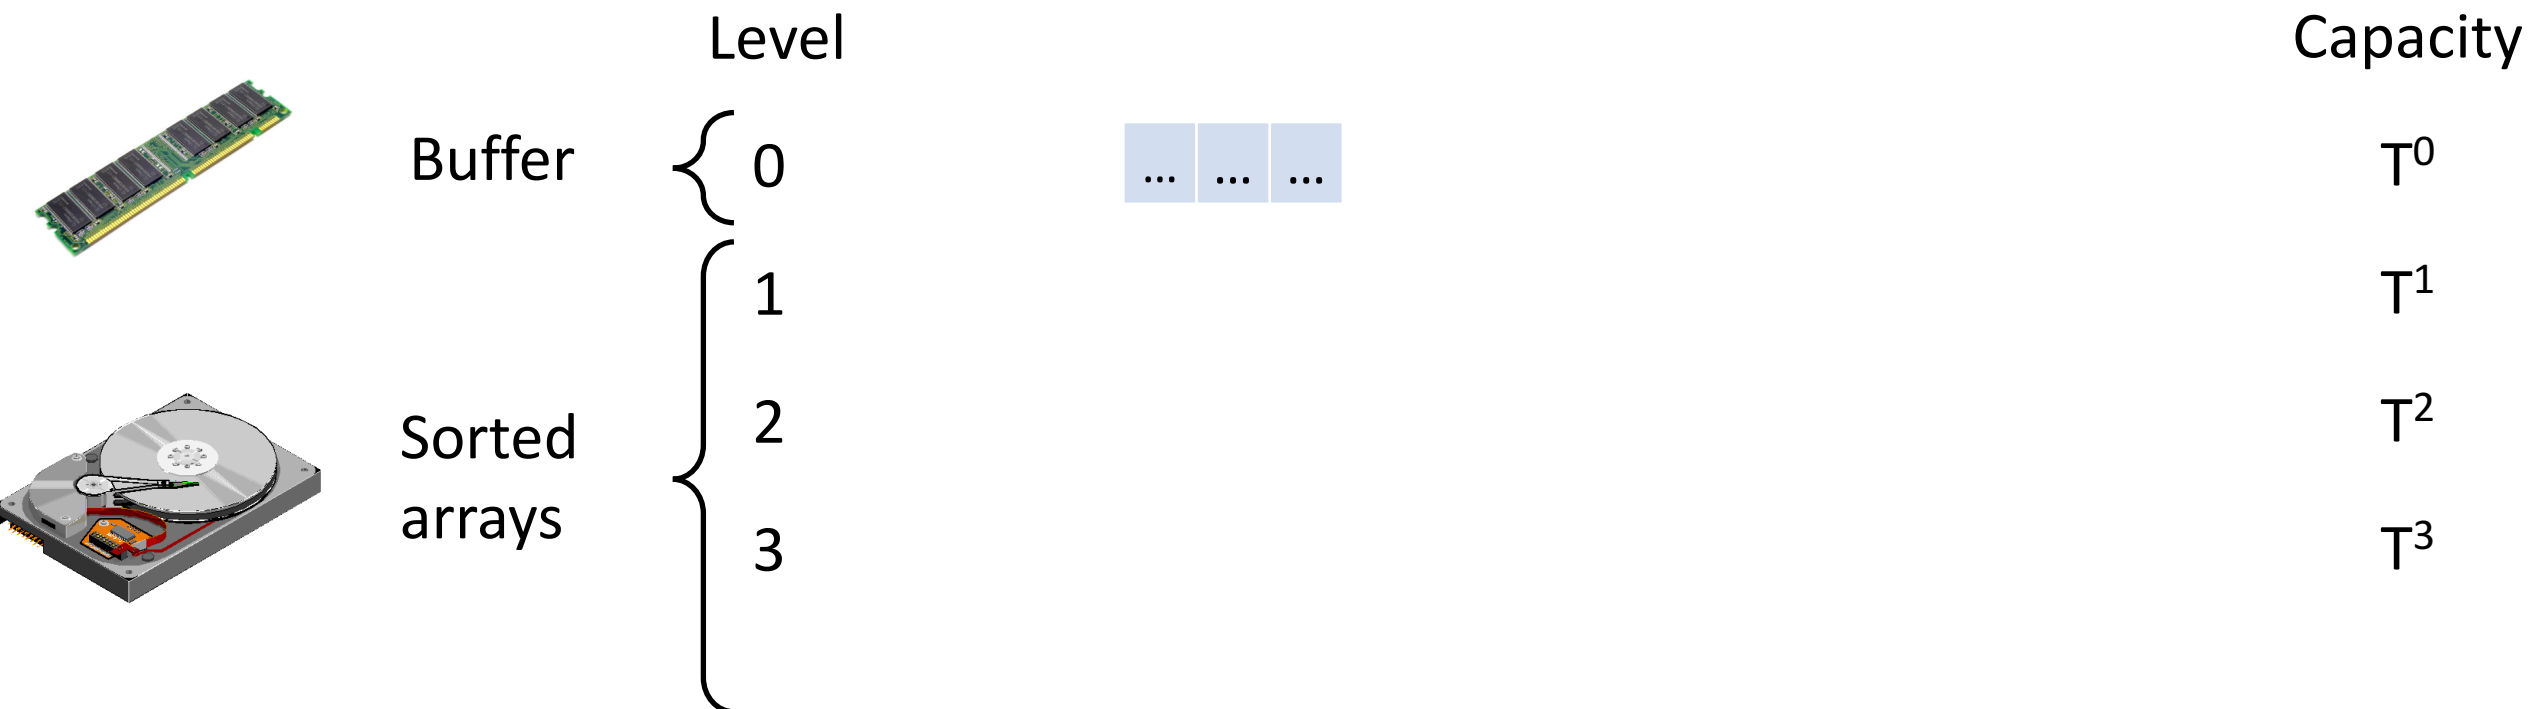 Level Capacity
Buffer 0 ... ... ... T⁰
1 T¹
2 T²
Sorted
arrays
3 T³